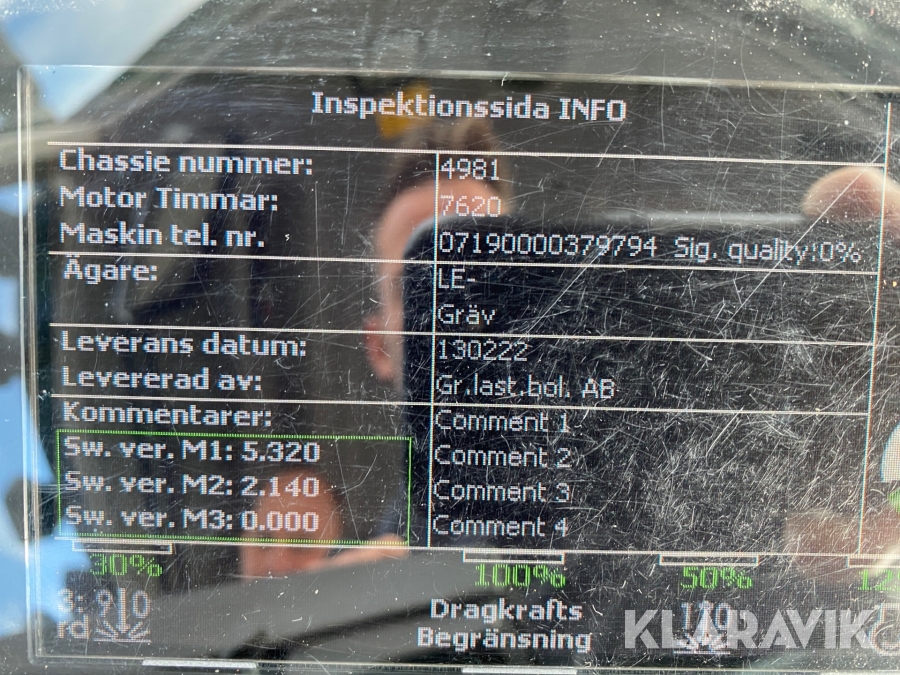 Inspektionssida INFO
Chassie nummer: 4981
Motor Timmar: 7620
Maskin tel. nr. 07190000379794 Sig. quality:0%
Ägare: LE-
Gräv
Leverans datum: 130222
Levererad av: Gr.last.bol. AB
Kommentarer: Comment 1
Sw. ver. M1: 5.320 Comment 2
Sw. ver. M2: 2.140 Comment 3
Sw. ver. M3: 0.000 Comment 4
30% 100% 50%
Dragkrafts
Begränsning
KLARAVIK